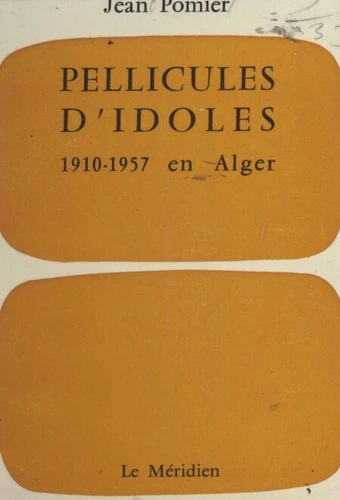 Jean Pomier
PELLICULES
D'IDOLES
1910-1957 en Alger
Le Méridien